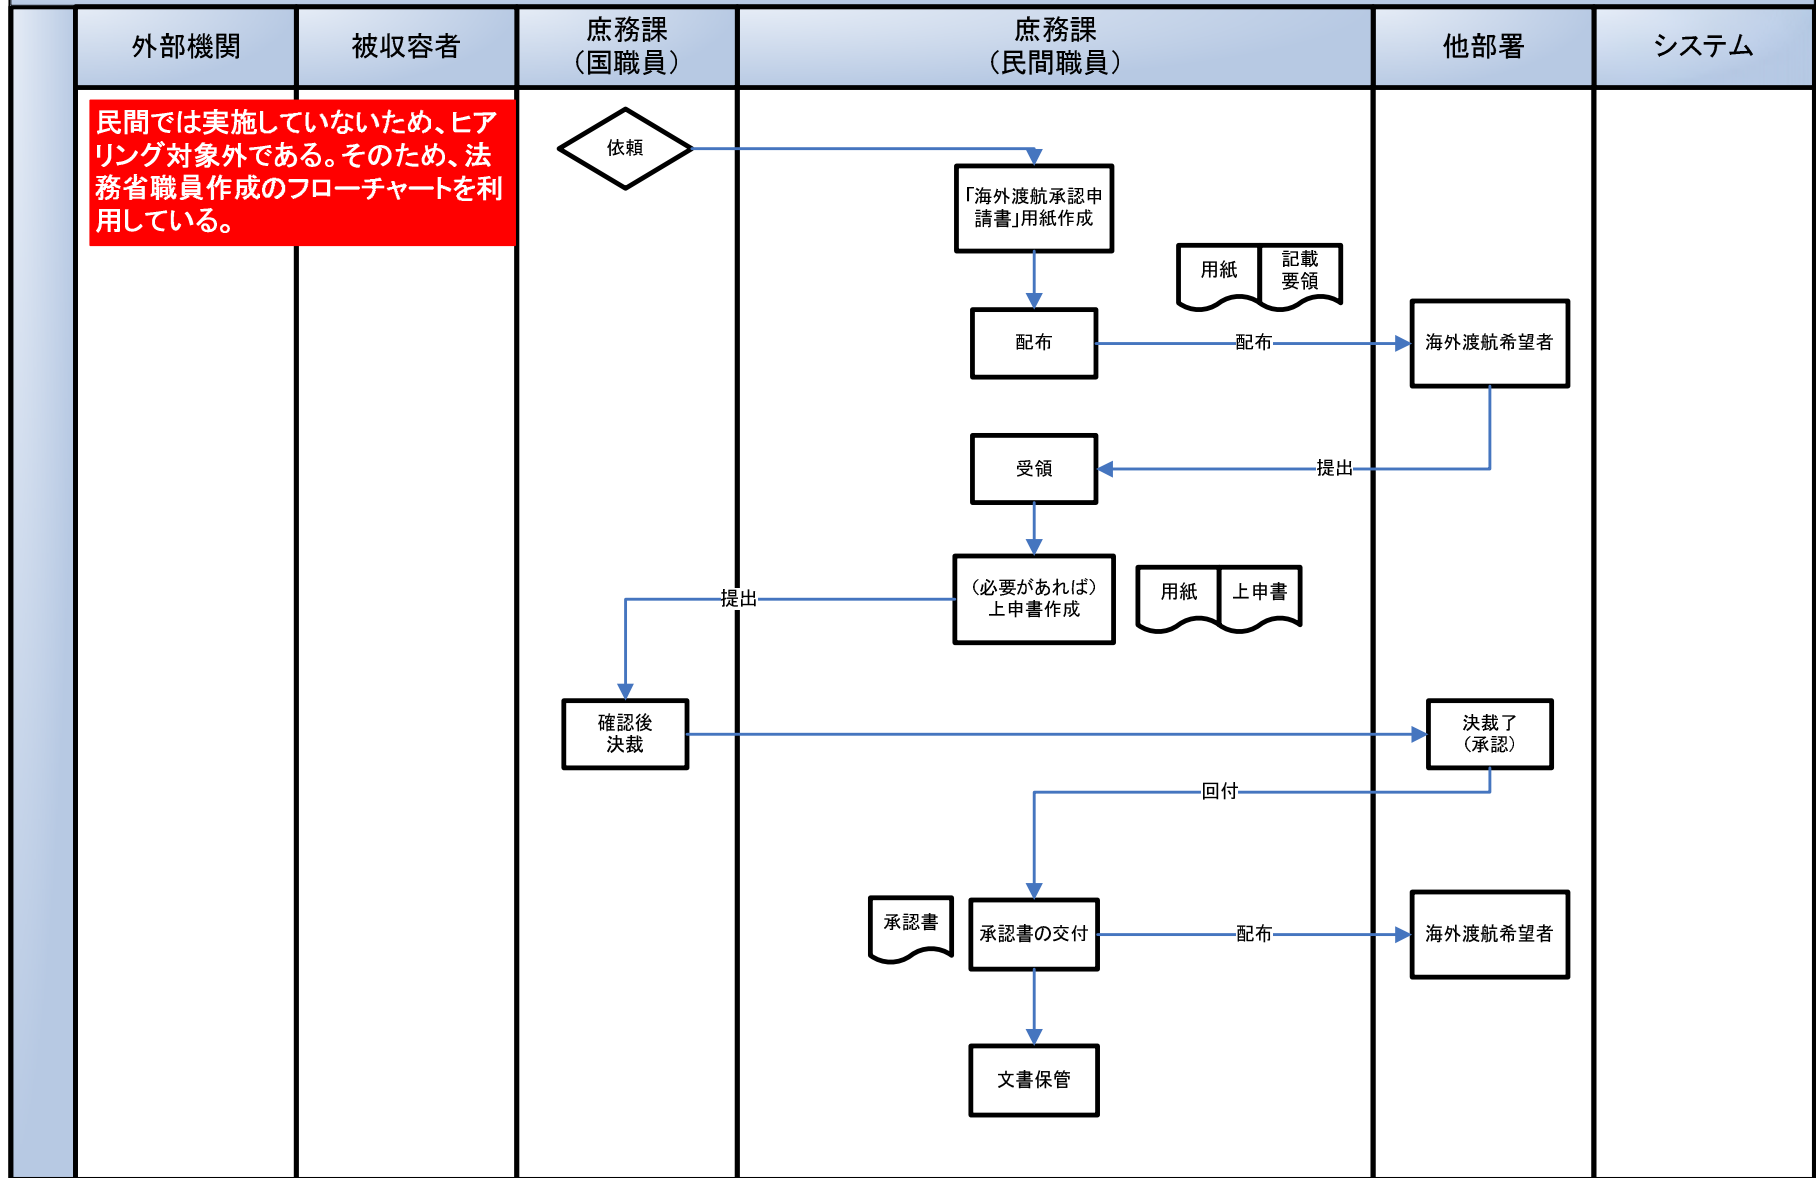 外部機関
被収容者
庶務課
（国職員）
庶務課
（民間職員）
他部署
システム
民間では実施していないため、ヒア
リング対象外である。そのため、法
務省職員作成のフローチャートを利
用している。
依頼
「海外渡航承認申
請書」用紙作成
用紙
記載
要領
配布
配布
海外渡航希望者
受領
提出
（必要があれば）
上申書作成
用紙
上申書
提出
確認後
決裁
決裁了
（承認）
回付
承認書
承認書の交付
配布
海外渡航希望者
文書保管